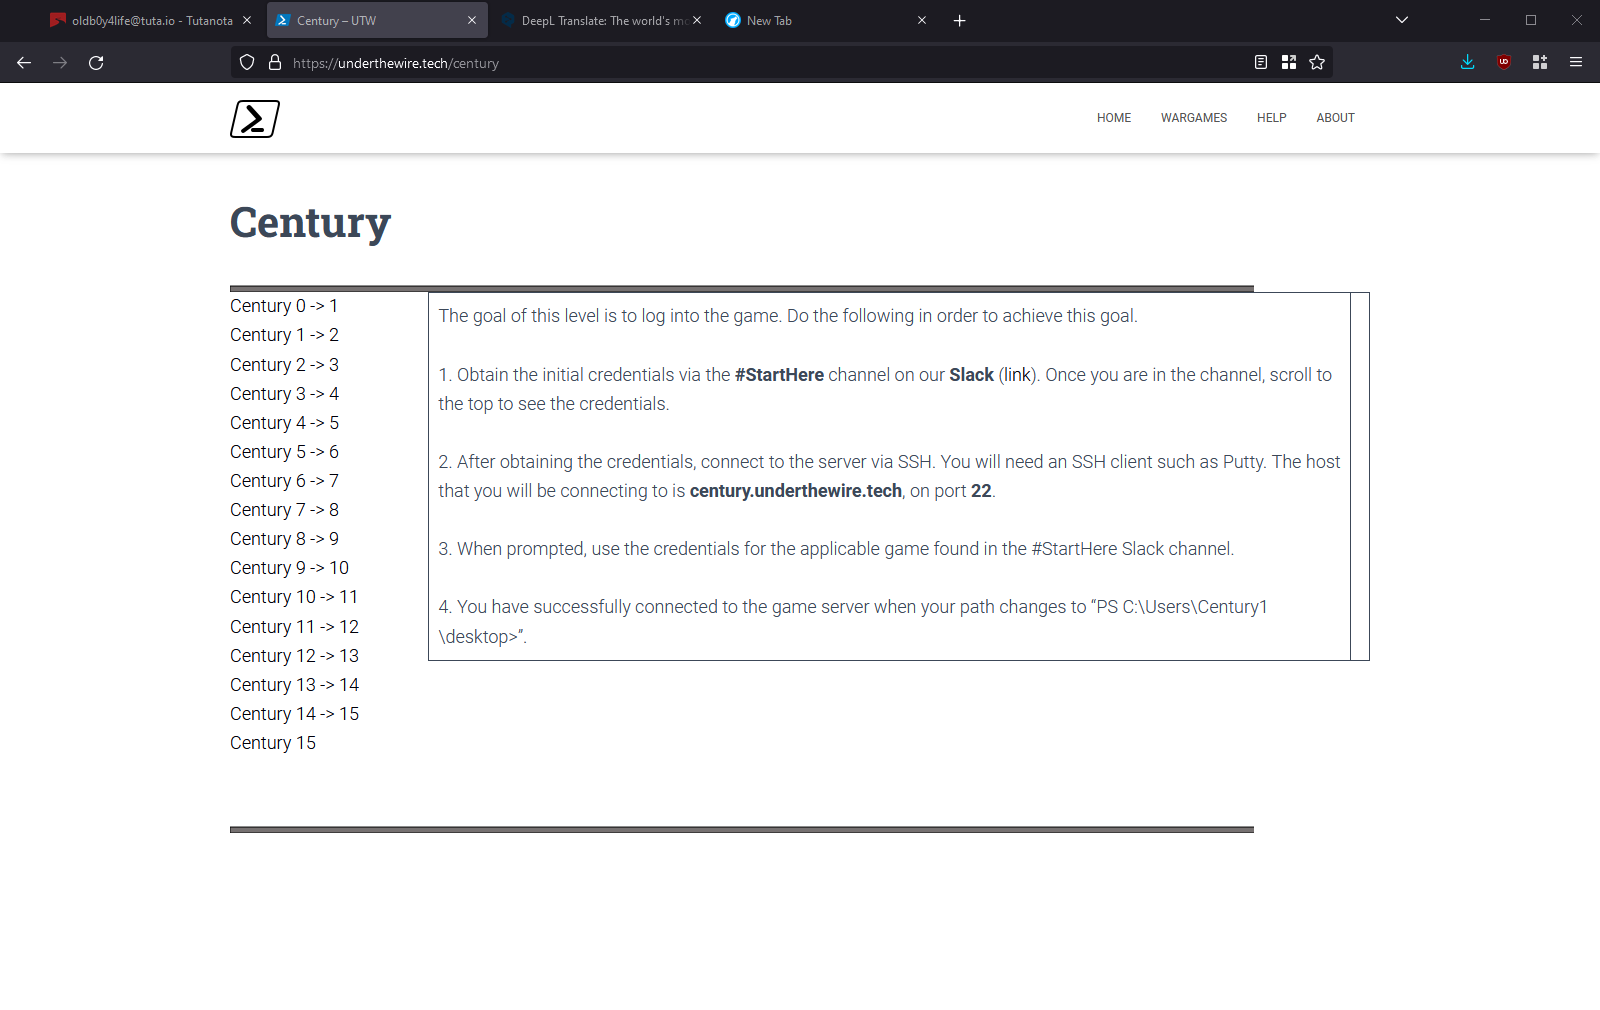 oldb0y4life@tuta.io - Tutanota
Century – UTW
DeepL Translate: The world's mo
New Tab
https://underthewire.tech/century
HOME
WARGAMES
HELP
ABOUT
Century
Century 0 -> 1
Century 1 -> 2
Century 2 -> 3
Century 3 -> 4
Century 4 -> 5
Century 5 -> 6
Century 6 -> 7
Century 7 -> 8
Century 8 -> 9
Century 9 -> 10
Century 10 -> 11
Century 11 -> 12
Century 12 -> 13
Century 13 -> 14
Century 14 -> 15
Century 15
The goal of this level is to log into the game. Do the following in order to achieve this goal.
1. Obtain the initial credentials via the #StartHere channel on our Slack (link). Once you are in the channel, scroll to
the top to see the credentials.
2. After obtaining the credentials, connect to the server via SSH. You will need an SSH client such as Putty. The host
that you will be connecting to is century.underthewire.tech, on port 22.
3. When prompted, use the credentials for the applicable game found in the #StartHere Slack channel.
4. You have successfully connected to the game server when your path changes to “PS C:\Users\Century1
\desktop>”.